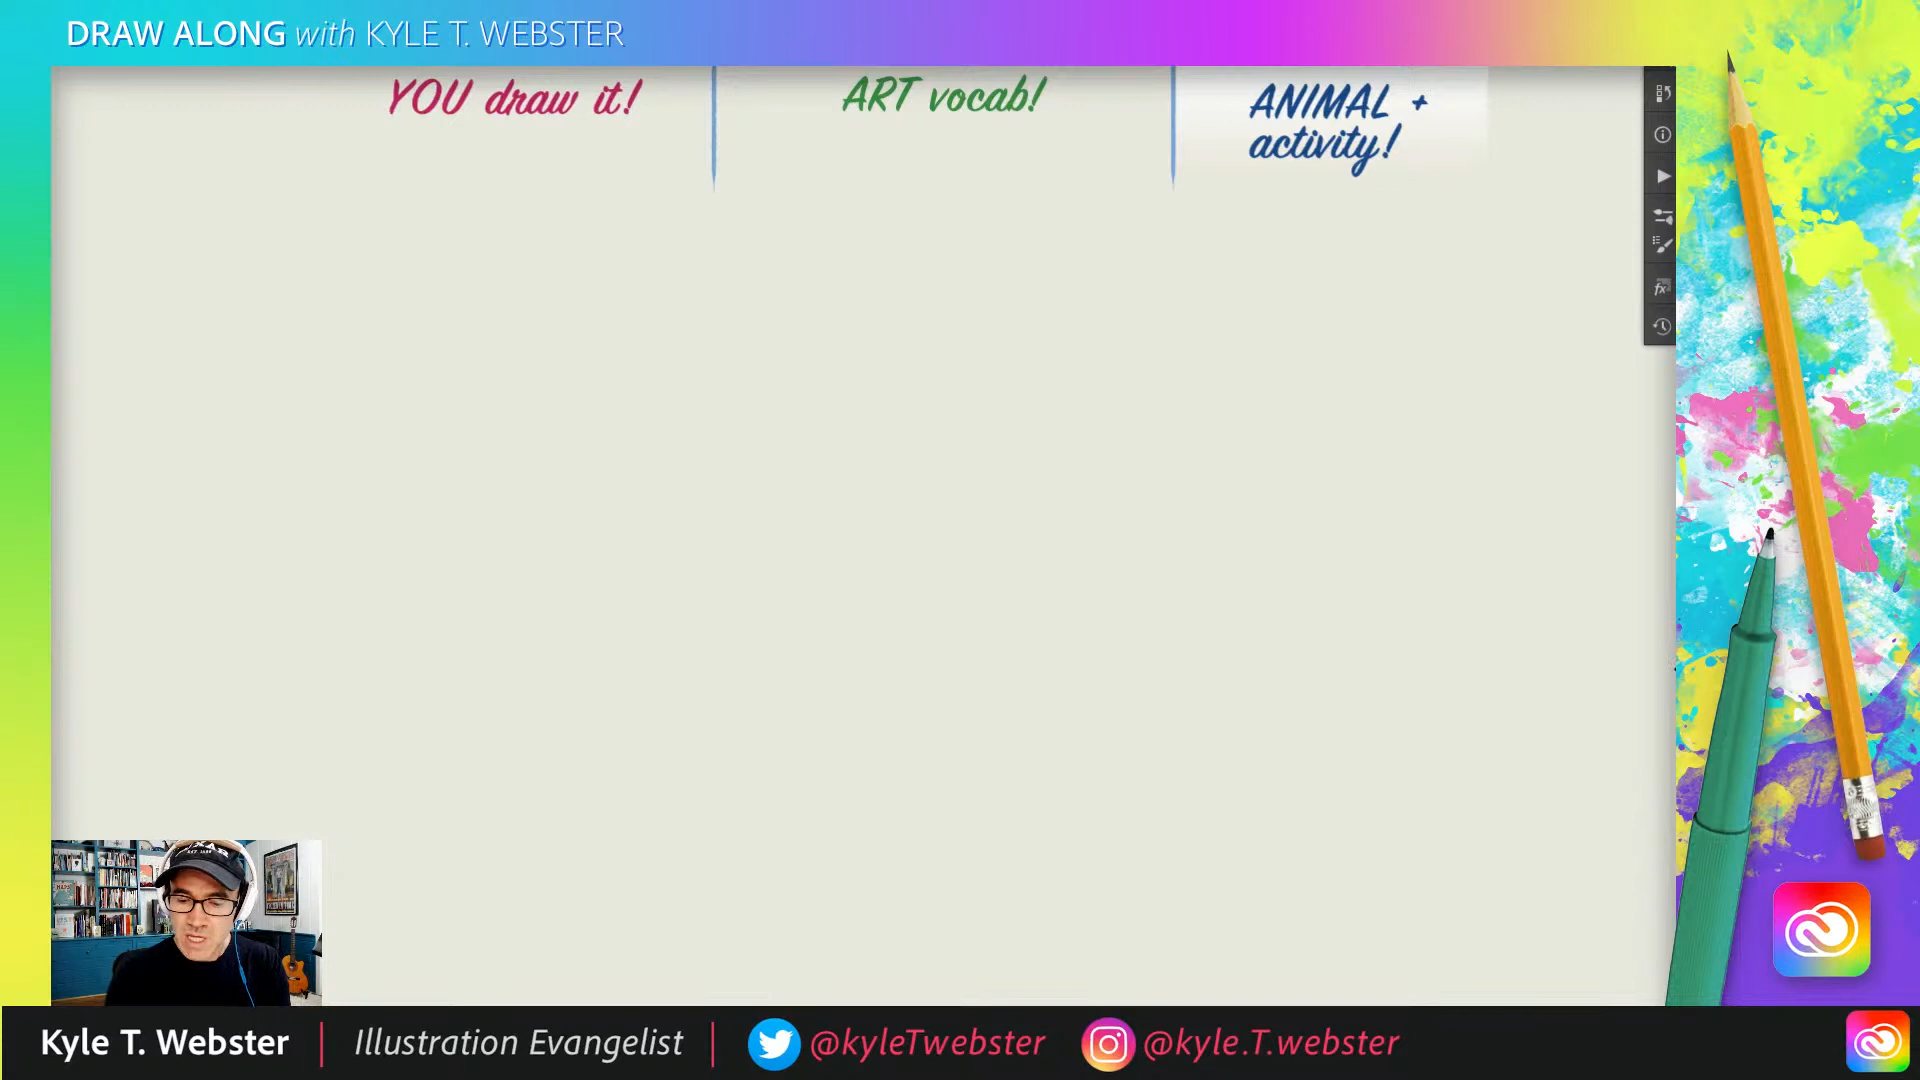 DRAW ALONG with KYLE T. WEBSTER
YOU draw it!
ART vocab!
ANIMAL +
activity!
fx
Kyle T. Webster | Illustration Evangelist | @kyleTwebster @kyle.T.webster